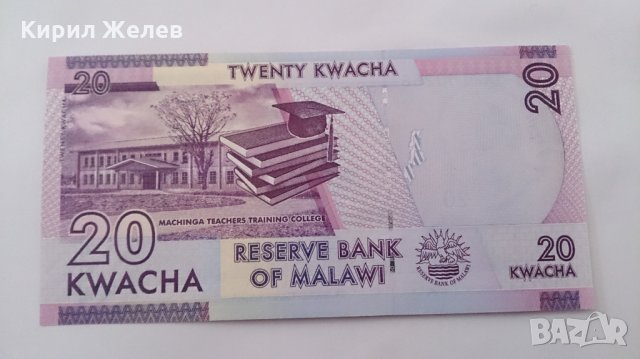 Кирил Желев
20
TWENTY KWACHA
20
MACHINGA TEACHERS TRAINING COLLEGE
20
KWACHA
RESERVE BANK
OF MALAWI
RESERVE BANK OF MALAWI
20
KWACHA
BAZAR